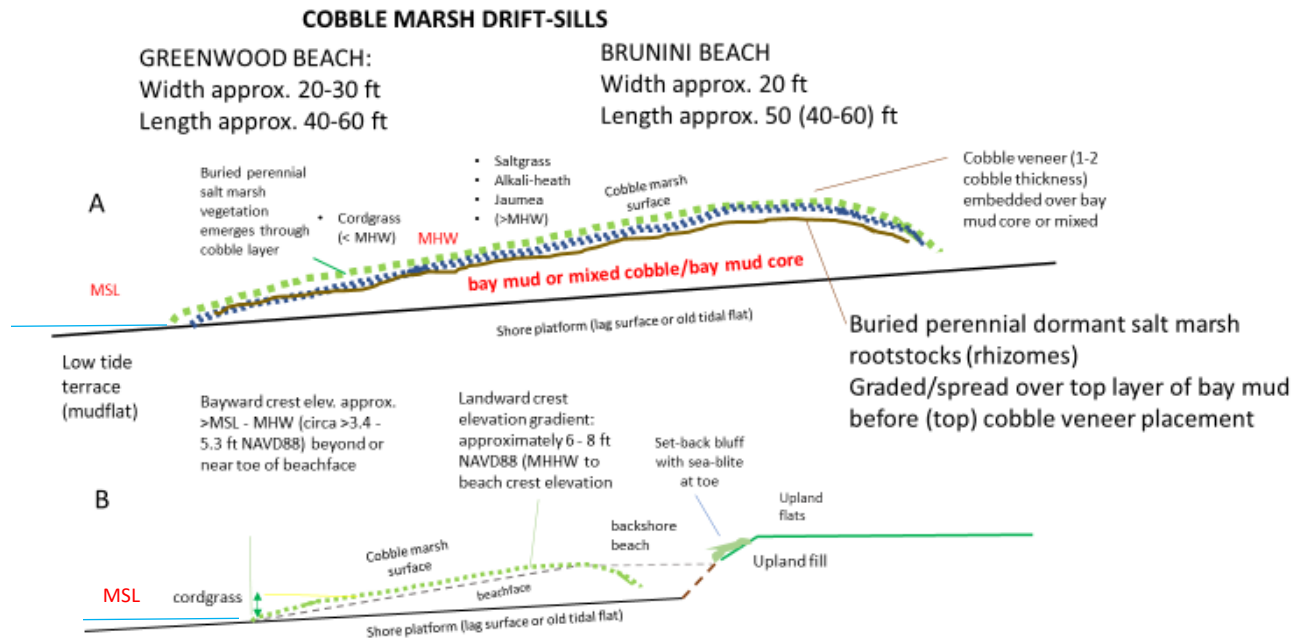 COBBLE MARSH DRIFT-SILLS
GREENWOOD BEACH:
Width approx. 20-30 ft
Length approx. 40-60 ft
BRUNINI BEACH
Width approx. 20 ft
Length approx. 50 (40-60) ft
A
Buried perennial
salt marsh
vegetation
emerges through
cobble layer
• Cordgrass
(< MHW)
MHW
• Saltgrass
• Alkali-heath
• Jaumea
• (>MHW)
Cobble marsh
surface
Cobble veneer (1-2
cobble thickness)
embedded over bay
mud core or mixed
MSL
bay mud or mixed cobble/bay mud core
Shore platform (lag surface or old tidal flat)
Low tide
terrace
(mudflat)
Buried perennial dormant salt marsh
rootstocks (rhizomes)
Graded/spread over top layer of bay mud
before (top) cobble veneer placement
Bayward crest elev. approx.
>MSL - MHW (circa >3.4 -
5.3 ft NAVD88) beyond or
near toe of beachface
Landward crest
elevation gradient:
approximately 6 - 8 ft
NAVD88 (MHHW to
beach crest elevation
Set-back bluff
with sea-blite
at toe
B
Upland
flats
backshore
beach
Upland fill
Cobble marsh
surface
beachface
MSL
cordgrass
Shore platform (lag surface or old tidal flat)